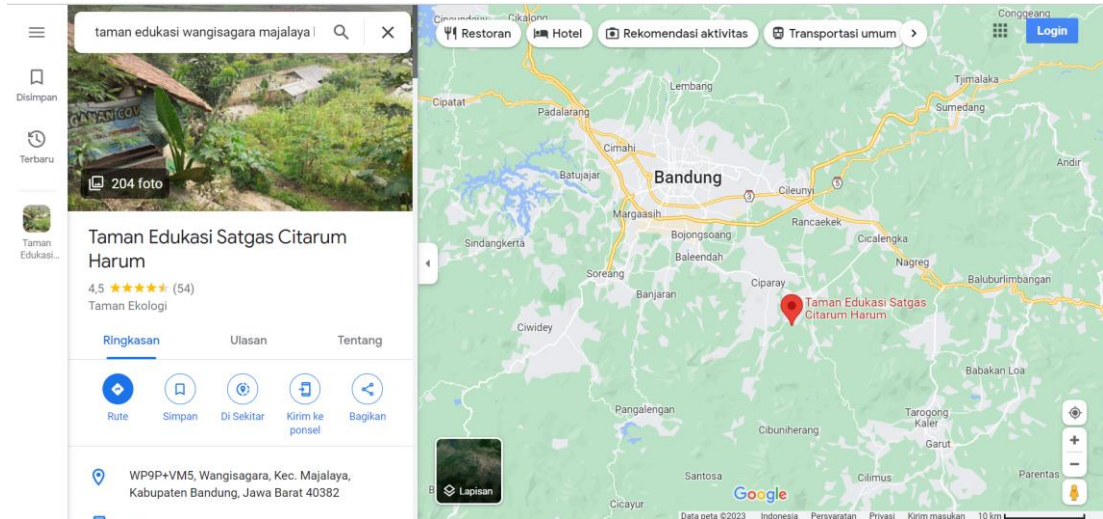 taman edukasi wangisagara majalaya
Disimpan
Terbaru
Taman
Edukasi...
204 foto
Taman Edukasi Satgas Citarum
Harum
4,5 (54)
Taman Ekologi
Ringkasan Ulasan Tentang
Rute Simpan Di Sekitar Kirim ke
ponsel Bagikan
WP9P+VM5, Wangisagara, Kec. Majalaya,
Kabupaten Bandung, Jawa Barat 40382
Restoran Hotel Rekomendasi aktivitas Transportasi umum
Login
Cikalong
Conggeang
Lembang
Tjimalaka
Cipatat
Padalarang
Sumedang
Cimahi
Andir
Batujajar
Bandung
Cileunyi
5
3
Margaasih
Rancaekek
Bojongsoang
Cicalengka
Sindangkerta
Baleendah
Nagreg
Soreang
Ciparay
Baluburlimbangan
Banjaran
Taman Edukasi Satgas
Citarum Harum
Ciwidey
Babakan Loa
Pangalengan
Tarogong
Kaler
Cibuniherang
Garut
Santosa
Cilimus
Parentas
Lapisan
Google
Cicayur
Data peta ©2023 Indonesia Persyaratan Privasi Kirim masukan 10 km